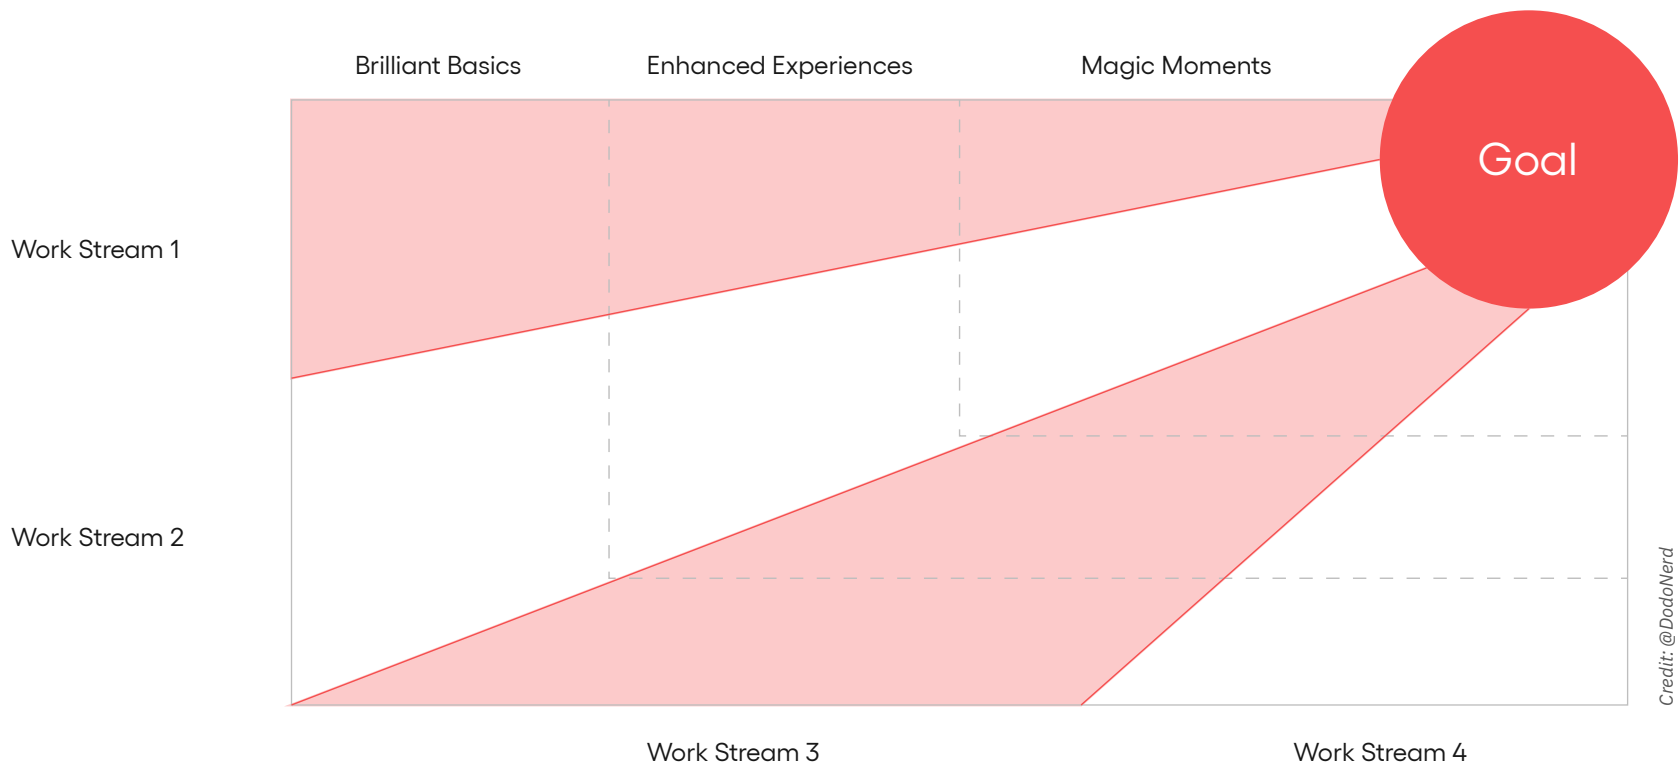 Brilliant Basics
Enhanced Experiences
Magic Moments
Goal
Work Stream 1
Work Stream 2
Work Stream 3
Work Stream 4
Credit: @DodoNerd